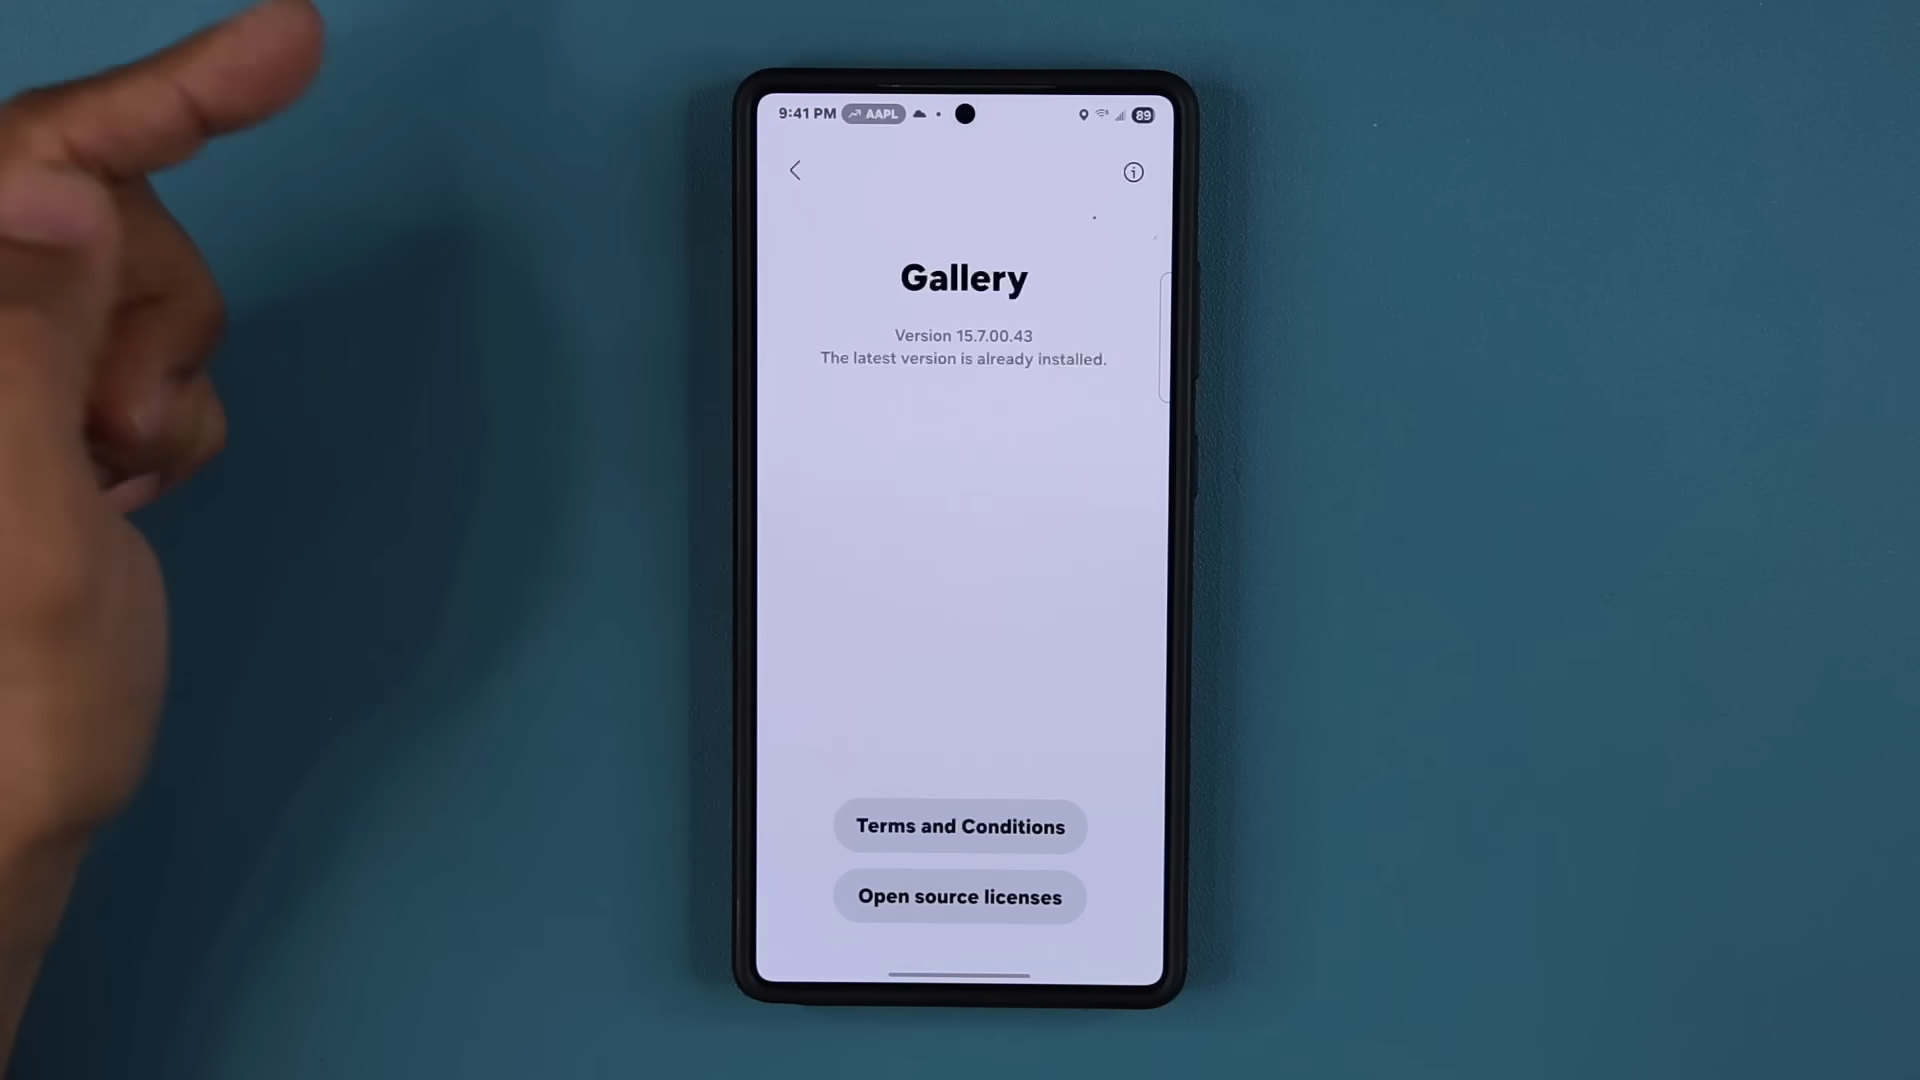 9:41 PM AAPL 89
Gallery
Version 15.7.00.43
The latest version is already installed.
Terms and Conditions
Open source licenses